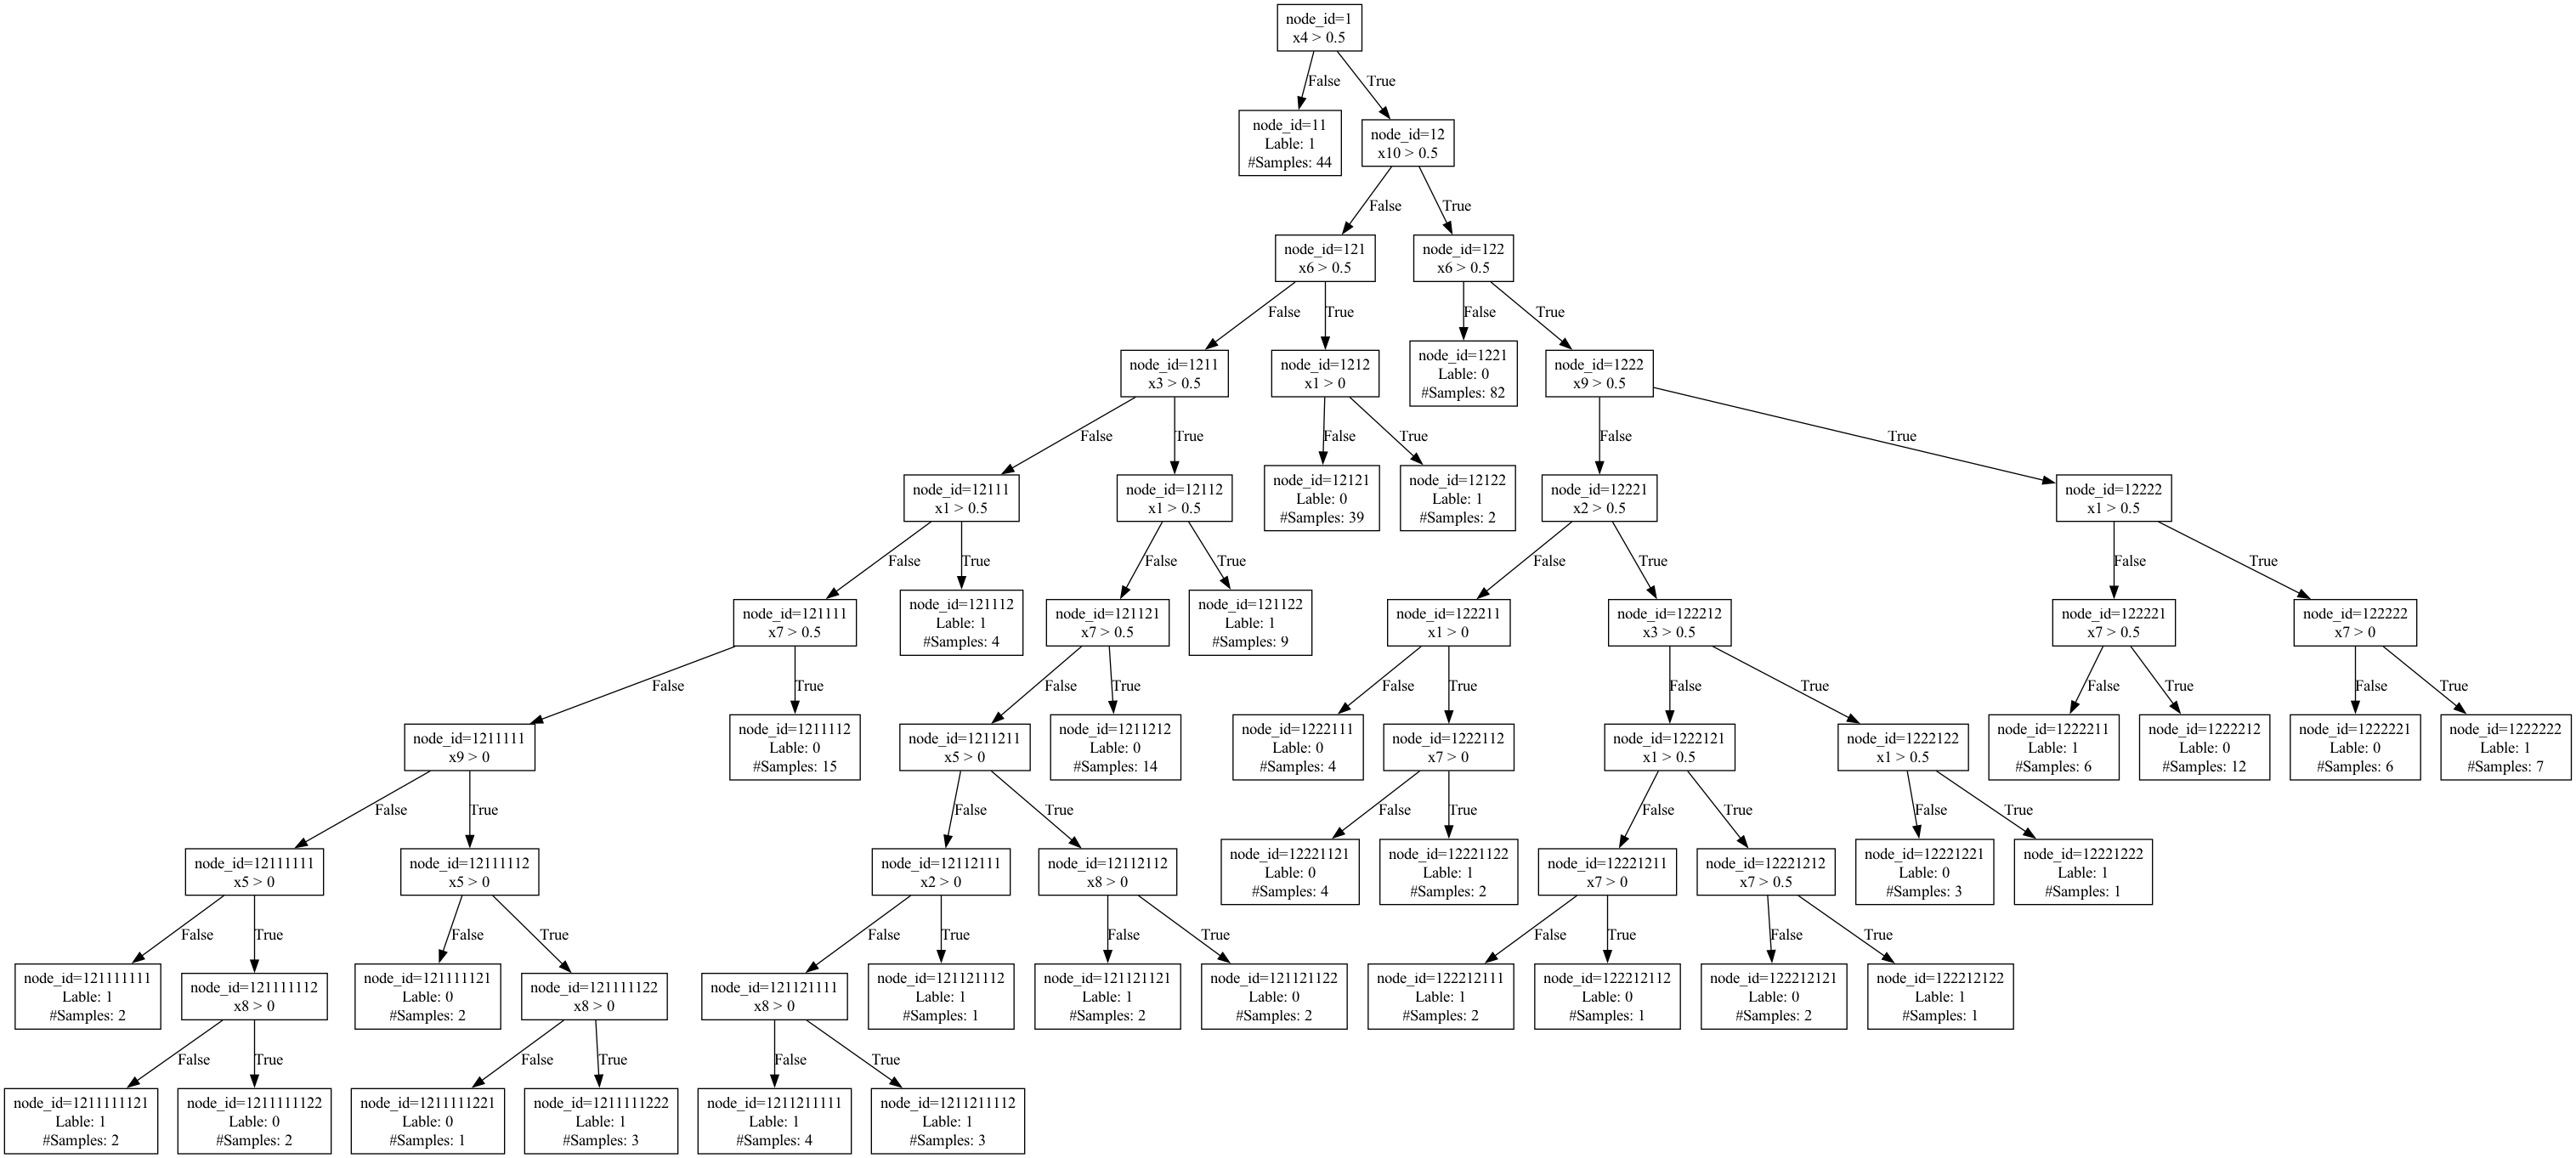 node_id=1
x4 > 0.5
False
True
node_id=11
Lable: 1
#Samples: 44
node_id=12
x10 > 0.5
False
True
node_id=121
x6 > 0.5
node_id=122
x6 > 0.5
False
True
False
True
node_id=1211
x3 > 0.5
node_id=1212
x1 > 0
node_id=1221
Lable: 0
#Samples: 82
node_id=1222
x9 > 0.5
False
True
False
True
False
True
node_id=12111
x1 > 0.5
node_id=12112
x1 > 0.5
node_id=12121
Lable: 0
#Samples: 39
node_id=12122
Lable: 1
#Samples: 2
node_id=12221
x2 > 0.5
node_id=12222
x1 > 0.5
False
True
False
True
False
True
False
True
node_id=121111
x7 > 0.5
node_id=121112
Lable: 1
#Samples: 4
node_id=121121
x7 > 0.5
node_id=121122
Lable: 1
#Samples: 9
node_id=122211
x1 > 0
node_id=122212
x3 > 0.5
node_id=122221
x7 > 0.5
node_id=122222
x7 > 0
False
True
False
True
False
True
False
True
False
True
False
True
node_id=1211111
x9 > 0
node_id=1211112
Lable: 0
#Samples: 15
node_id=1211211
x5 > 0
node_id=1211212
Lable: 0
#Samples: 14
node_id=1222111
Lable: 0
#Samples: 4
node_id=1222112
x7 > 0
node_id=1222121
x1 > 0.5
node_id=1222122
x1 > 0.5
node_id=1222211
Lable: 1
#Samples: 6
node_id=1222212
Lable: 0
#Samples: 12
node_id=1222221
Lable: 0
#Samples: 6
node_id=1222222
Lable: 1
#Samples: 7
False
True
False
True
False
True
False
True
False
True
node_id=12111111
x5 > 0
node_id=12111112
x5 > 0
node_id=12112111
x2 > 0
node_id=12112112
x8 > 0
node_id=12221121
Lable: 0
#Samples: 4
node_id=12221122
Lable: 1
#Samples: 2
node_id=12221211
x7 > 0
node_id=12221212
x7 > 0.5
node_id=12221221
Lable: 0
#Samples: 3
node_id=12221222
Lable: 1
#Samples: 1
False
True
False
True
False
True
False
True
False
True
False
True
node_id=121111111
Lable: 1
#Samples: 2
node_id=121111112
x8 > 0
node_id=121111121
Lable: 0
#Samples: 2
node_id=121111122
x8 > 0
node_id=121121111
x8 > 0
node_id=121121112
Lable: 1
#Samples: 1
node_id=121121121
Lable: 1
#Samples: 2
node_id=121121122
Lable: 0
#Samples: 2
node_id=122212111
Lable: 1
#Samples: 2
node_id=122212112
Lable: 0
#Samples: 1
node_id=122212121
Lable: 0
#Samples: 2
node_id=122212122
Lable: 1
#Samples: 1
False
True
False
True
False
True
node_id=1211111121
Lable: 1
#Samples: 2
node_id=1211111122
Lable: 0
#Samples: 2
node_id=1211111221
Lable: 0
#Samples: 1
node_id=1211111222
Lable: 1
#Samples: 3
node_id=1211211111
Lable: 1
#Samples: 4
node_id=1211211112
Lable: 1
#Samples: 3